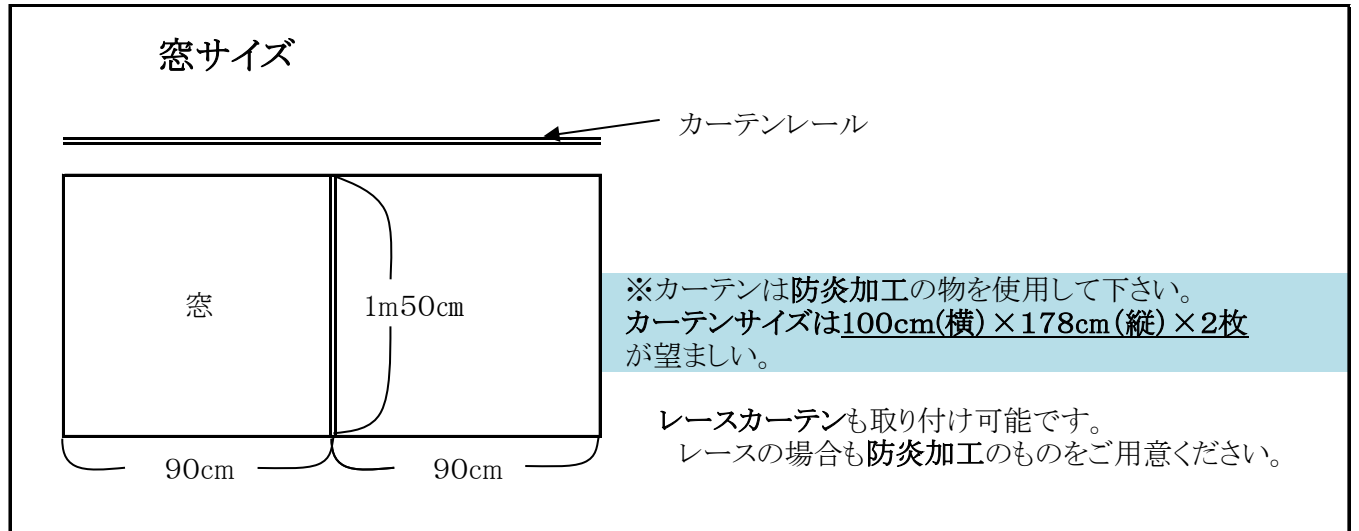 窓サイズ
カーテンレール
窓
1m50㎝
※カーテンは防炎加工の物を使用して下さい。
カーテンサイズは100cm(横)×178㎝(縦)×2枚
が望ましい。
レースカーテンも取り付け可能です。
レースの場合も防炎加工のものをご用意ください。
90cm
90cm